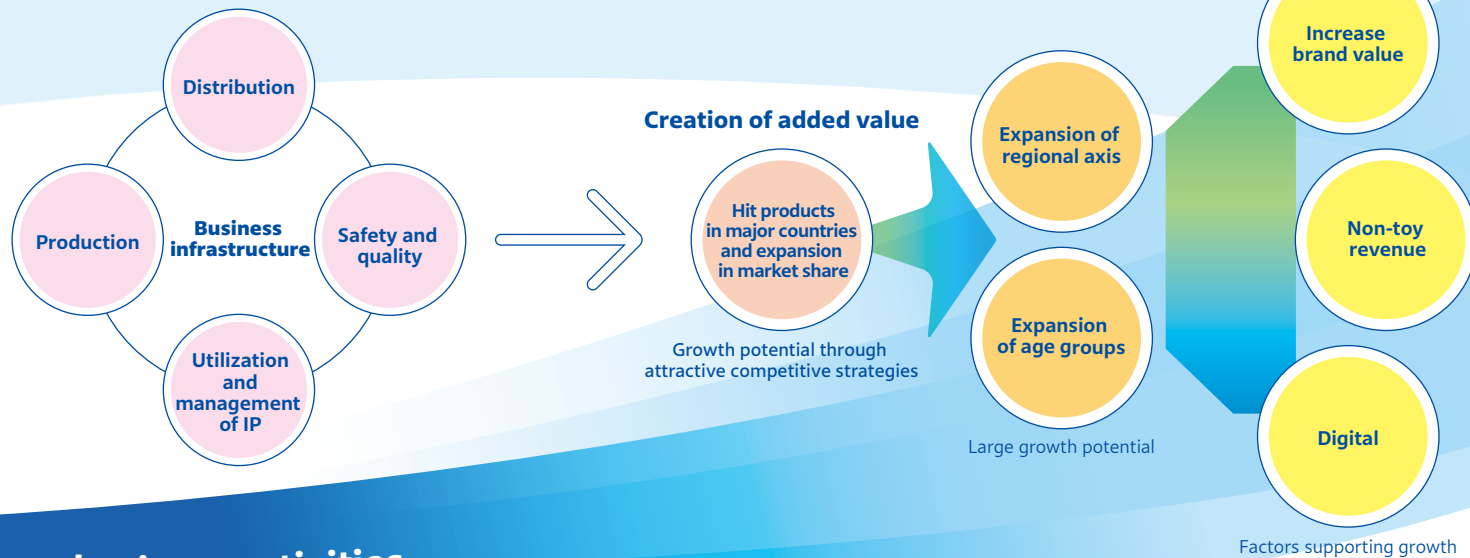 Distribution
Production
Business
infrastructure
Safety and
quality
Utilization
and
management
of IP
Creation of added value
Hit products
in major countries
and expansion
in market share
Growth potential through
attractive competitive strategies
Expansion of
regional axis
Expansion
of age groups
Large growth potential
Increase
brand value
Non-toy
revenue
Digital
Factors supporting growth